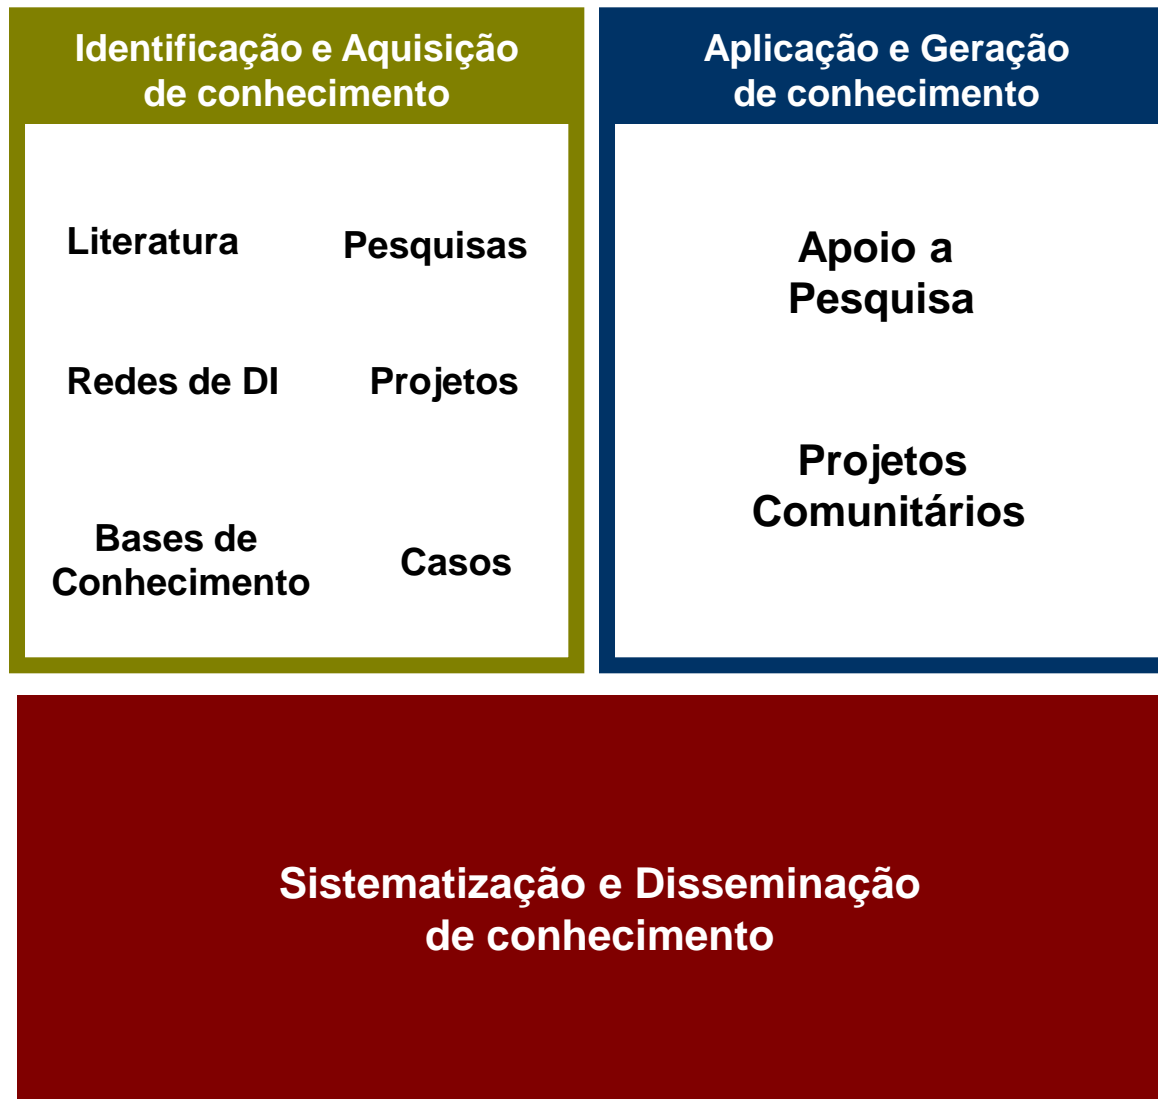 Identificação e Aquisição
de conhecimento
Literatura
Pesquisas
Redes de DI
Projetos
Bases de
Conhecimento
Casos
Aplicação e Geração
de conhecimento
Apoio a
Pesquisa
Projetos
Comunitários
Sistematização e Disseminação
de conhecimento